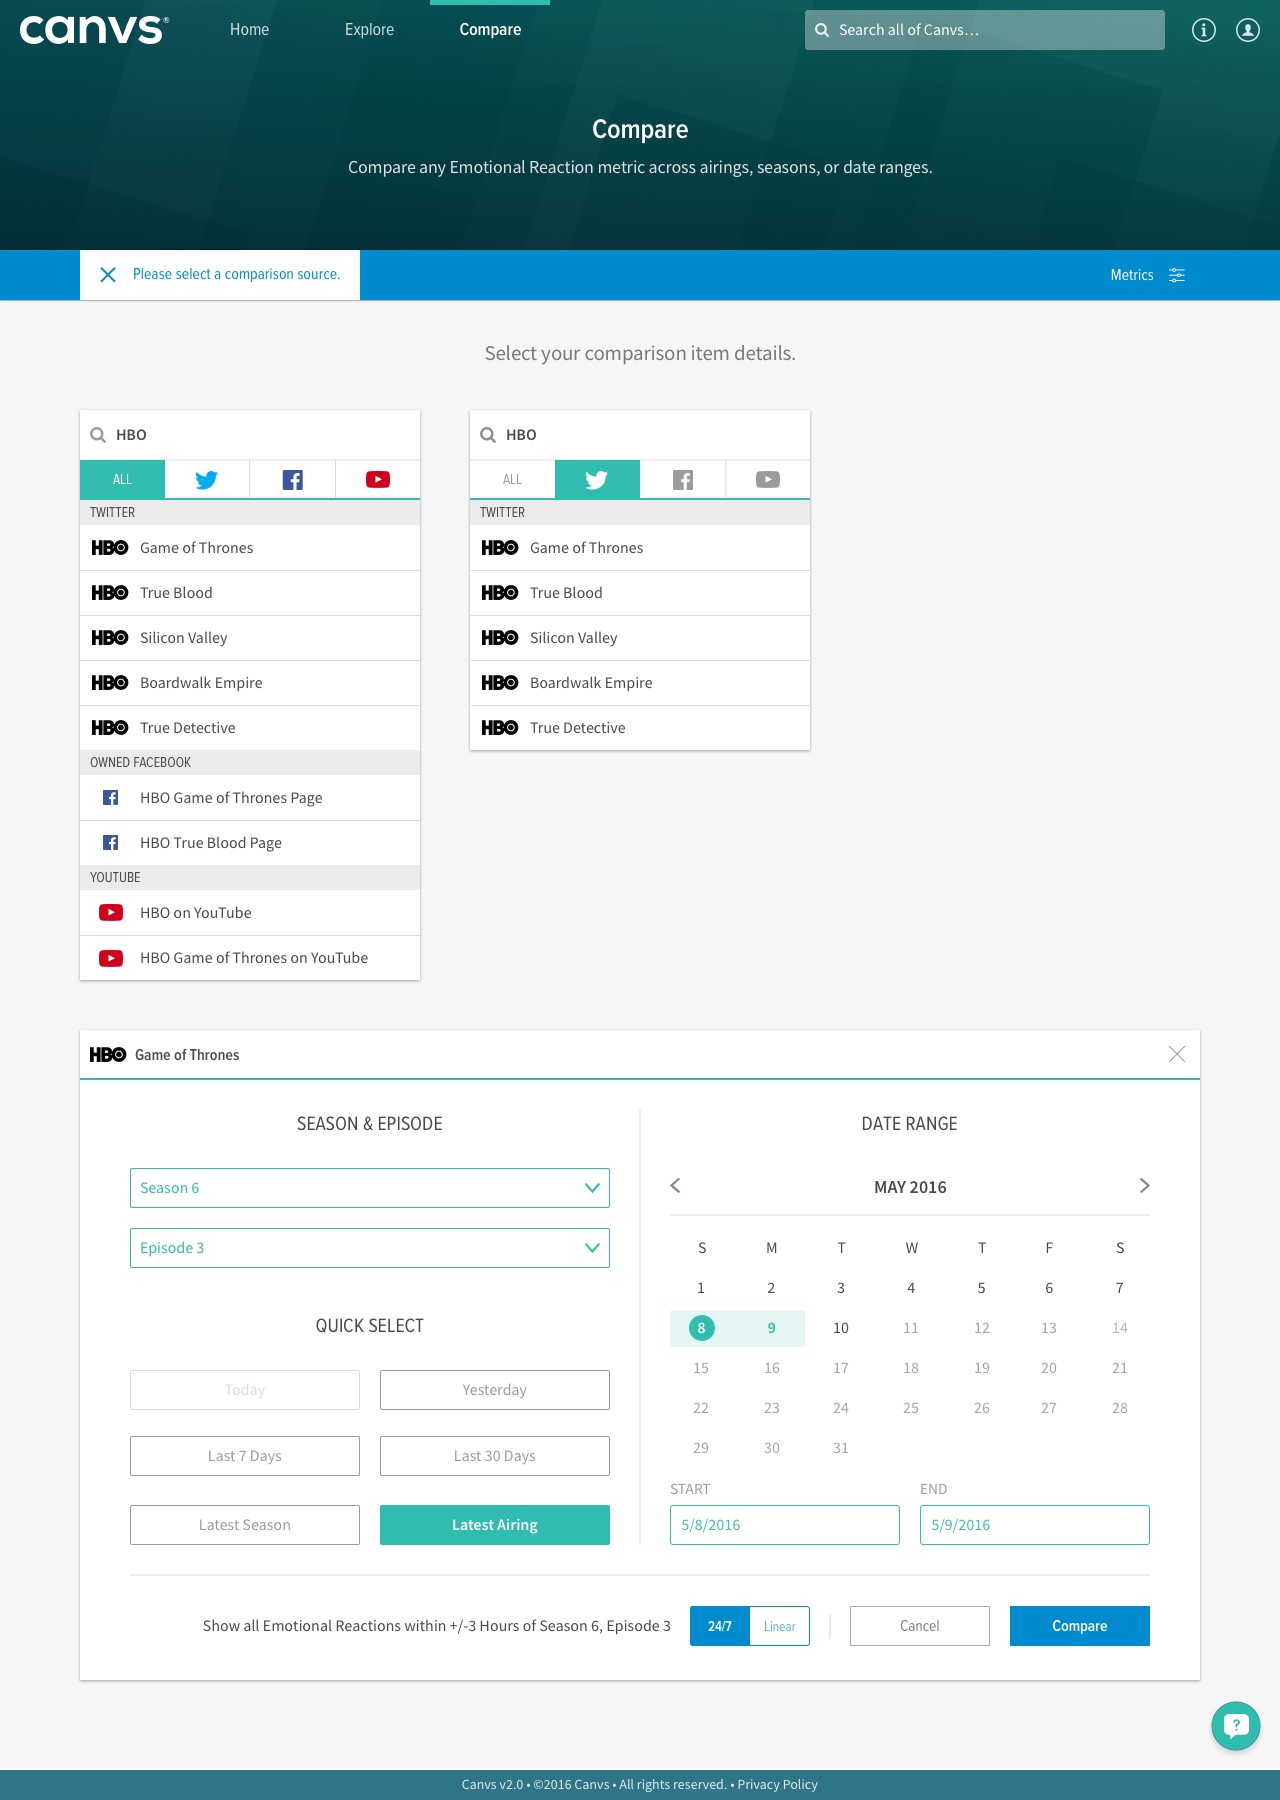 canvs®
Home Explore Compare
Search all of Canvs...
Compare
Compare any Emotional Reaction metric across airings, seasons, or date ranges.
Please select a comparison source.
Metrics
Select your comparison item details.
HBO
ALL
TWITTER
HBO Game of Thrones
HBO True Blood
HBO Silicon Valley
HBO Boardwalk Empire
HBO True Detective
OWNED FACEBOOK
HBO Game of Thrones Page
HBO True Blood Page
YOUTUBE
HBO on YouTube
HBO Game of Thrones on YouTube
HBO
ALL
TWITTER
HBO Game of Thrones
HBO True Blood
HBO Silicon Valley
HBO Boardwalk Empire
HBO True Detective
HBO Game of Thrones
SEASON & EPISODE
Season 6
Episode 3
QUICK SELECT
Today Yesterday
Last 7 Days Last 30 Days
Latest Season Latest Airing
DATE RANGE
MAY 2016
S M T W T F S
1 2 3 4 5 6 7
8 9 10 11 12 13 14
15 16 17 18 19 20 21
22 23 24 25 26 27 28
29 30 31
START END
5/8/2016 5/9/2016
Show all Emotional Reactions within +/-3 Hours of Season 6, Episode 3 24/7 Linear Cancel Compare
?
Canvs v2.0 • ©2016 Canvs • All rights reserved. • Privacy Policy